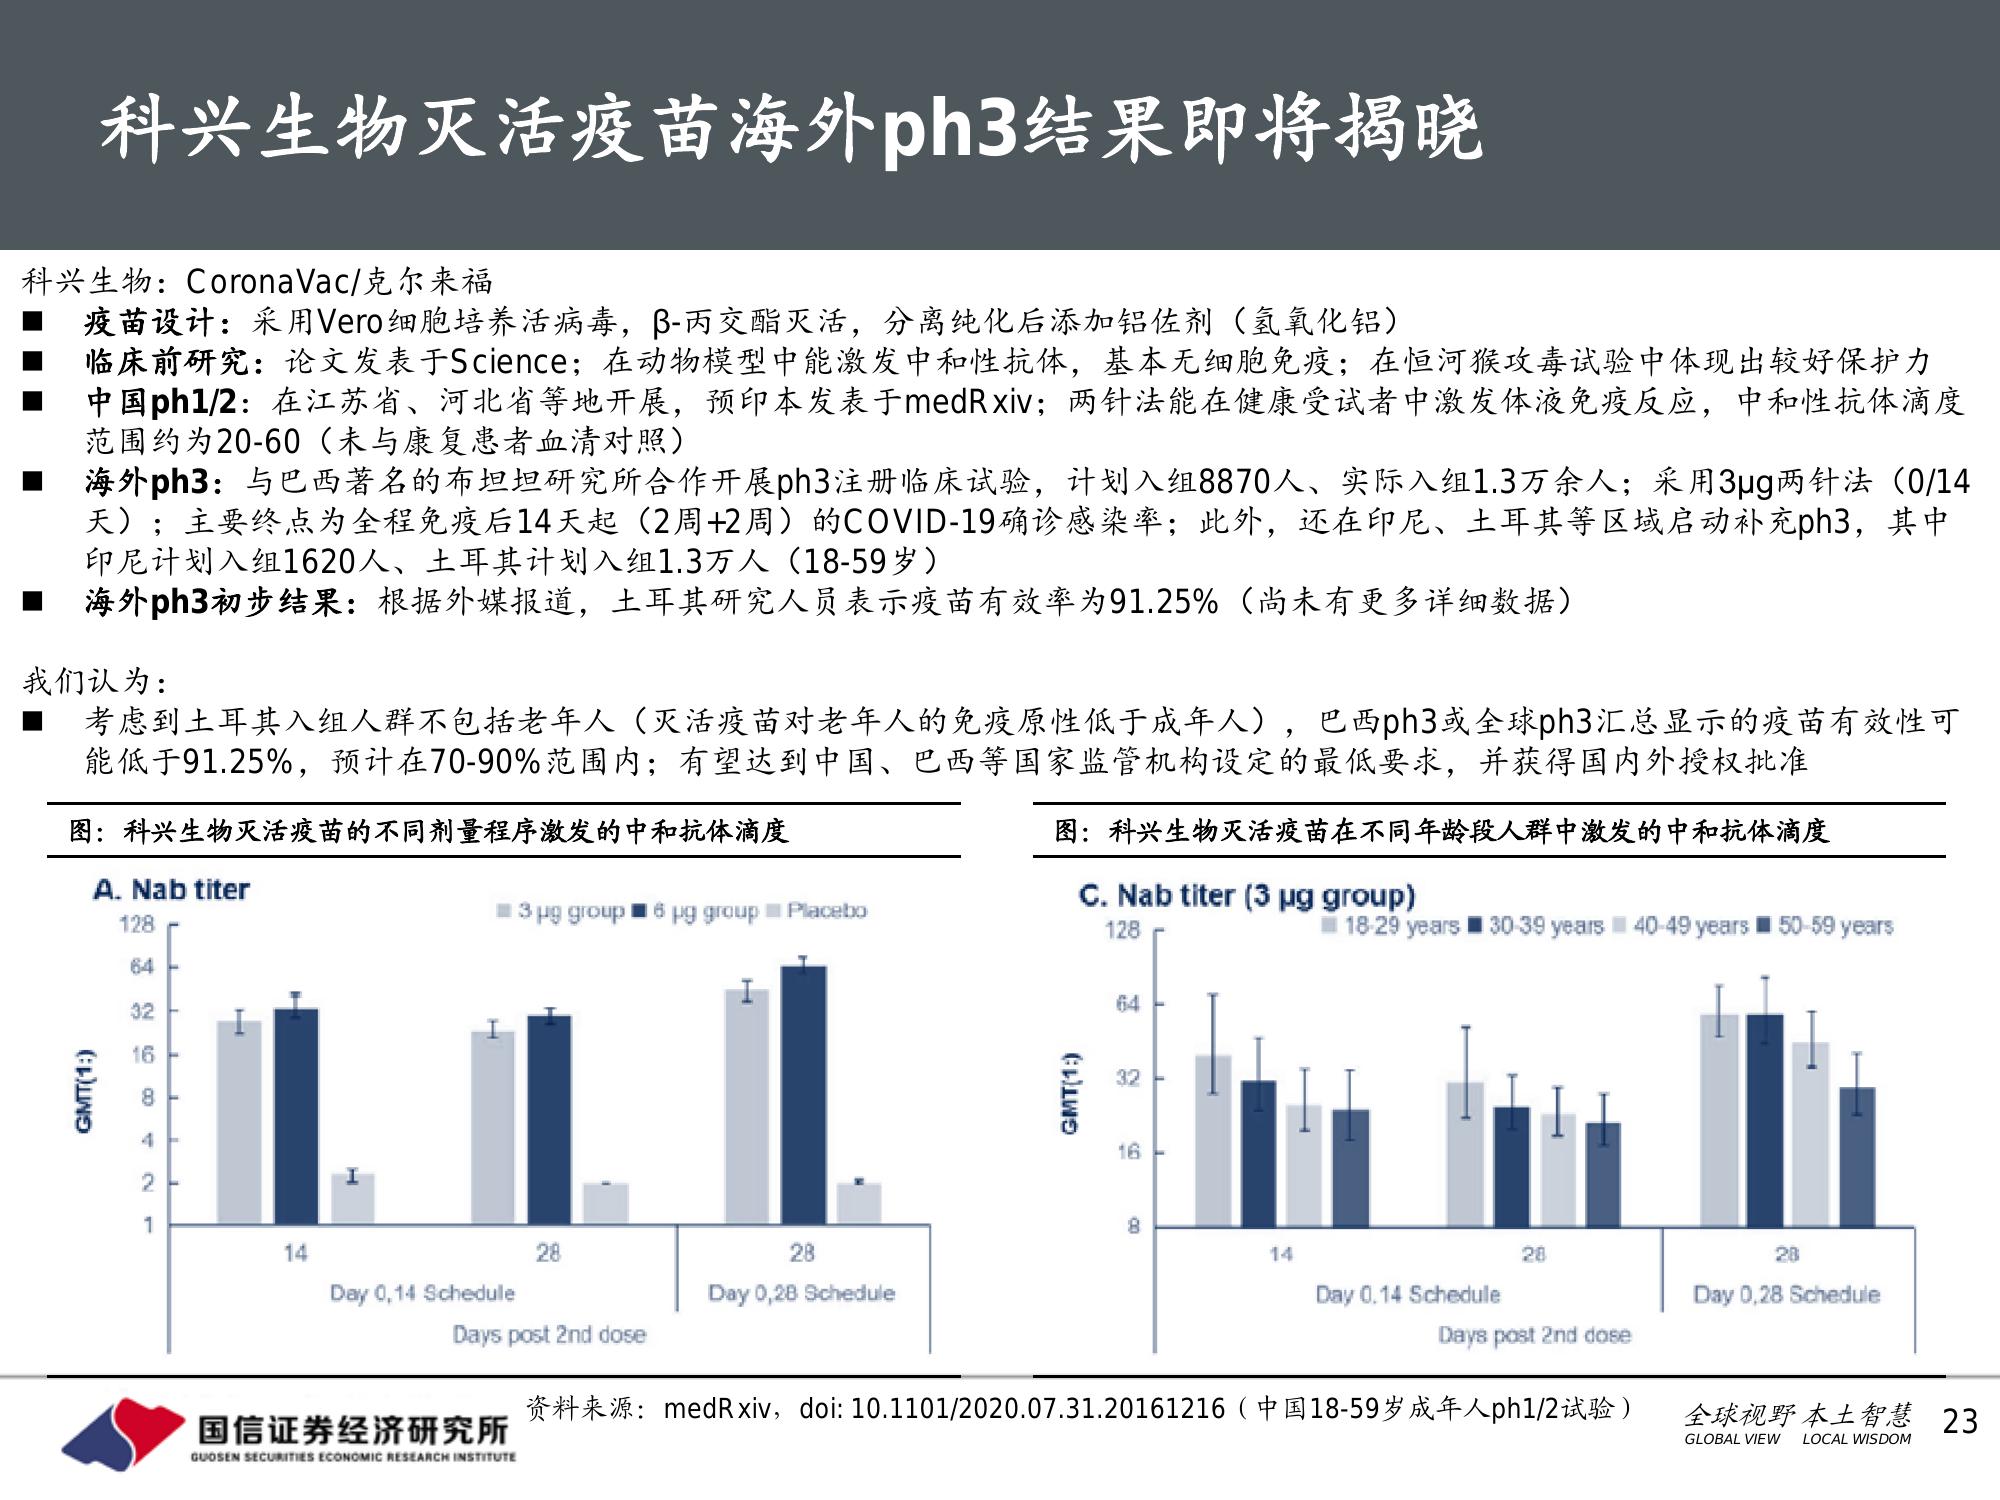 科兴生物灭活疫苗海外ph3结果即将揭晓
科兴生物：CoronaVac/克尔来福
■ 疫苗设计：采用Vero细胞培养活病毒，β-丙交酯灭活，分离纯化后添加铝佐剂（氢氧化铝）
■ 临床前研究：论文发表于Science；在动物模型中能激发中和性抗体，基本无细胞免疫；在恒河猴攻毒试验中体现出较好保护力
■ 中国ph1/2：在江苏省、河北省等地开展，预印本发表于medRxiv；两针法能在健康受试者中激发体液免疫反应，中和性抗体滴度
范围约为20-60（未与康复患者血清对照）
■ 海外ph3：与巴西著名的布坦坦研究所合作开展ph3注册临床试验，计划入组8870人、实际入组1.3万余人；采用3μg两针法（0/14
天）；主要终点为全程免疫后14天起（2周+2周）的COVID-19确诊感染率；此外，还在印尼、土耳其等区域启动补充ph3，其中
印尼计划入组1620人、土耳其计划入组1.3万人（18-59岁）
■ 海外ph3初步结果：根据外媒报道，土耳其研究人员表示疫苗有效率为91.25%（尚未有更多详细数据）
我们认为：
■ 考虑到土耳其入组人群不包括老年人（灭活疫苗对老年人的免疫原性低于成年人），巴西ph3或全球ph3汇总显示的疫苗有效性可
能低于91.25%，预计在70-90%范围内；有望达到中国、巴西等国家监管机构设定的最低要求，并获得国内外授权批准
图：科兴生物灭活疫苗的不同剂量程序激发的中和抗体滴度
A. Nab titer
3 μg group 6 μg group Placebo
128
64
32
16
8
4
2
1
GMT(1:)
14 28 28
Day 0,14 Schedule Day 0,28 Schedule
Days post 2nd dose
图：科兴生物灭活疫苗在不同年龄段人群中激发的中和抗体滴度
C. Nab titer (3 μg group)
18-29 years 30-39 years 40-49 years 50-59 years
128
64
32
16
8
GMT(1:)
14 28 28
Day 0,14 Schedule Day 0,28 Schedule
Days post 2nd dose
国信证券经济研究所
GUOSEN SECURITIES ECONOMIC RESEARCH INSTITUTE
资料来源：medRxiv，doi: 10.1101/2020.07.31.20161216（中国18-59岁成年人ph1/2试验）
全球视野 本土智慧
GLOBAL VIEW LOCAL WISDOM
23